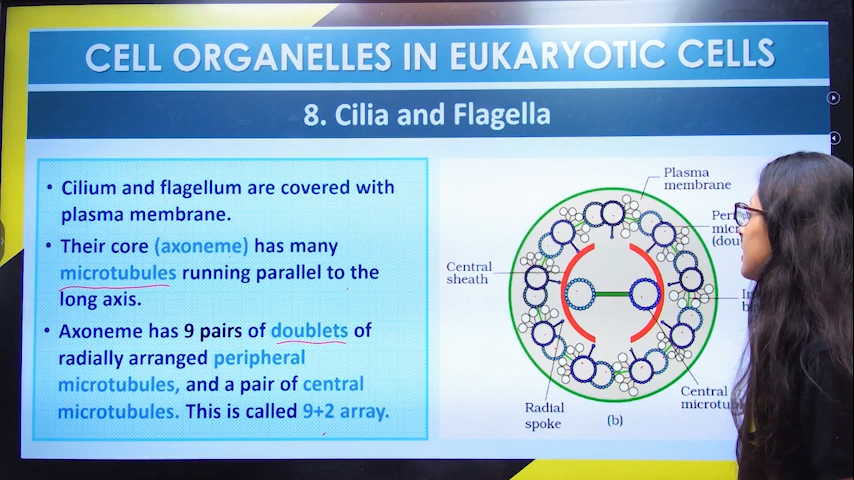 CELL ORGANELLES IN EUKARYOTIC CELLS
8. Cilia and Flagella
• Cilium and flagellum are covered with
plasma membrane.
• Their core (axoneme) has many
microtubules running parallel to the
long axis.
• Axoneme has 9 pairs of doublets of
radially arranged peripheral
microtubules, and a pair of central
microtubules. This is called 9+2 array.
Plasma
membrane
Central
sheath
Radial
spoke
Central
(b)